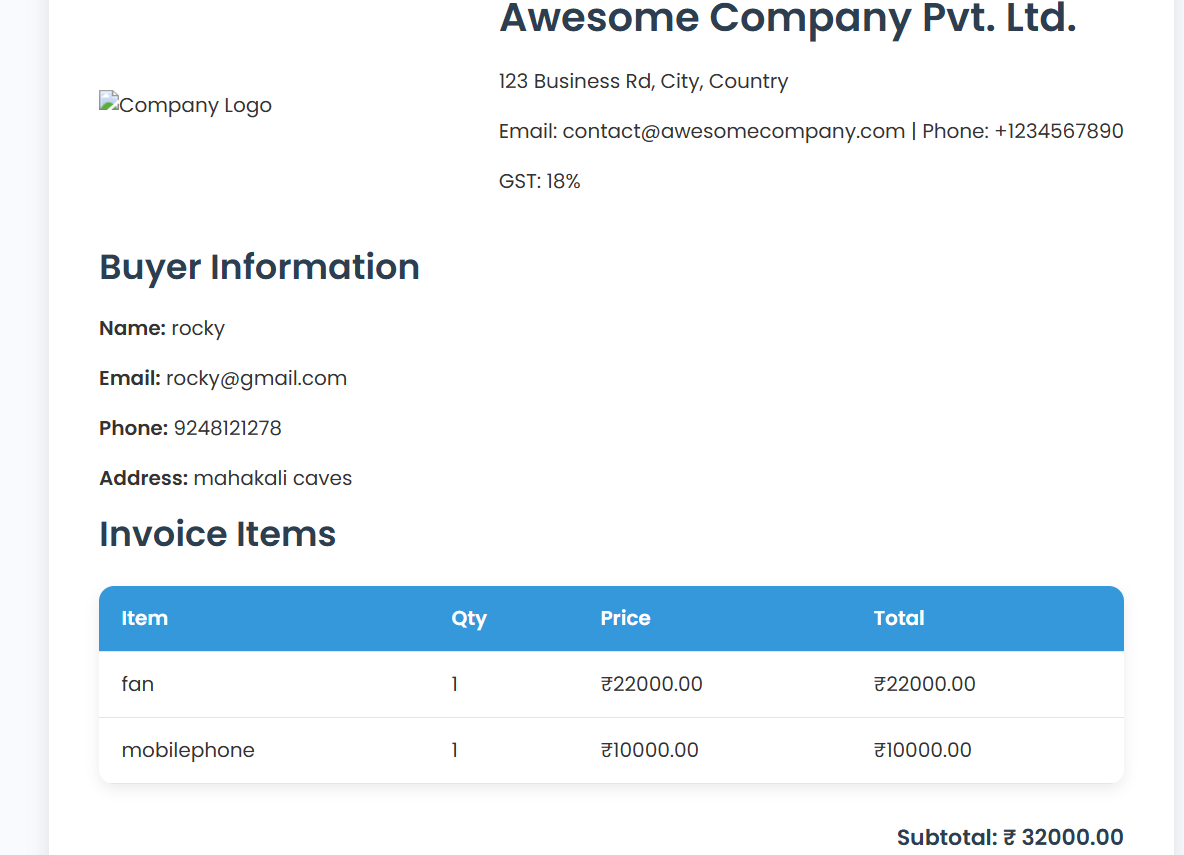 Awesome Company Pvt. Ltd.
Company Logo
123 Business Rd, City, Country
Email: contact@awesomecompany.com | Phone: +1234567890
GST: 18%
Buyer Information
Name: rocky
Email: rocky@gmail.com
Phone: 9248121278
Address: mahakali caves
Invoice Items
Item Qty Price Total
fan 1 ₹22000.00 ₹22000.00
mobilephone 1 ₹10000.00 ₹10000.00
Subtotal: ₹ 32000.00